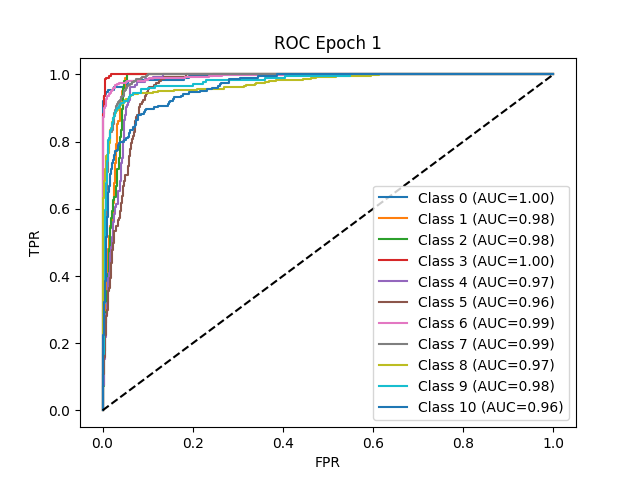 ROC Epoch 1
TPR
1.0
0.8
0.6
0.4
0.2
0.0
Class 0 (AUC=1.00)
Class 1 (AUC=0.98)
Class 2 (AUC=0.98)
Class 3 (AUC=1.00)
Class 4 (AUC=0.97)
Class 5 (AUC=0.96)
Class 6 (AUC=0.99)
Class 7 (AUC=0.99)
Class 8 (AUC=0.97)
Class 9 (AUC=0.98)
Class 10 (AUC=0.96)
0.0 0.2 0.4 0.6 0.8 1.0
FPR